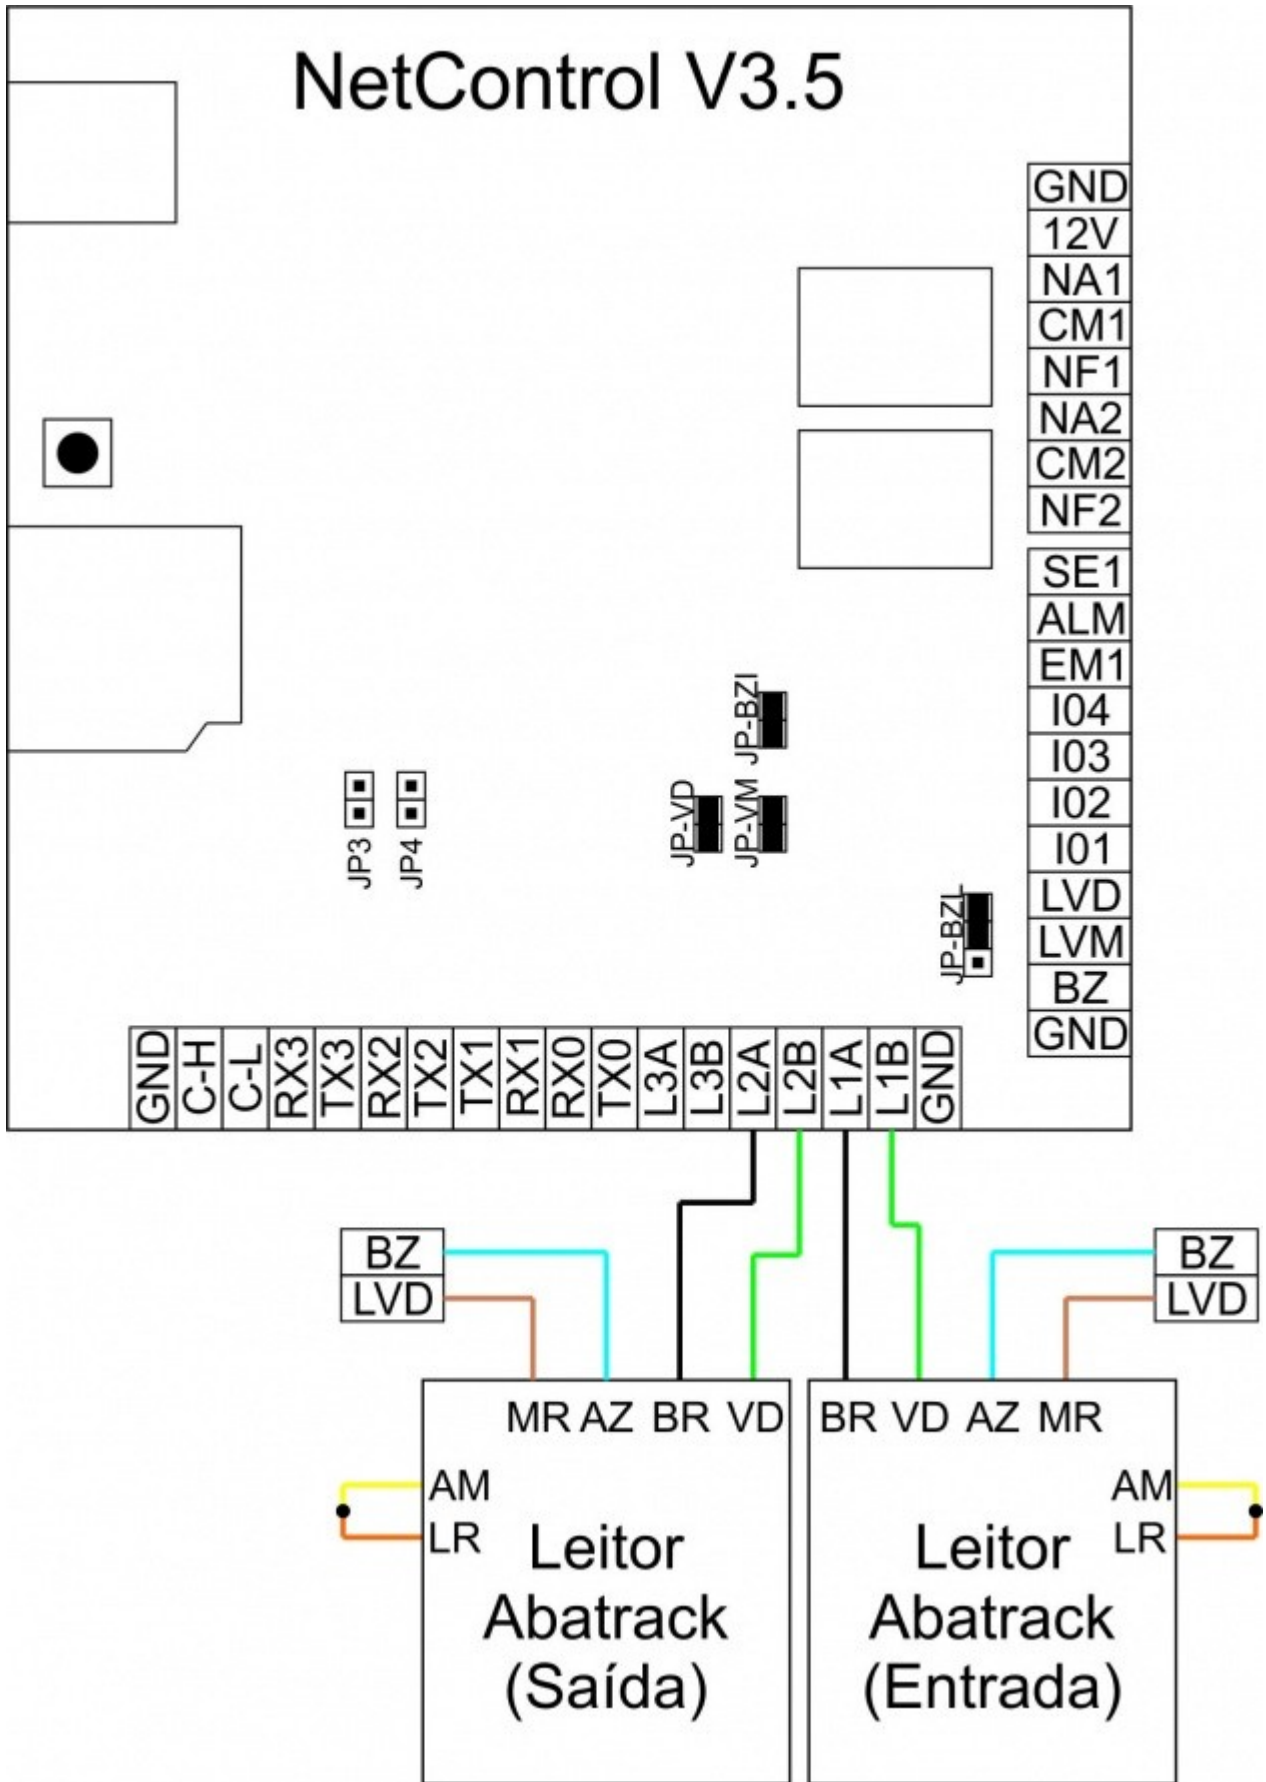 NetControl V3.5
GND
12V
NA1
CM1
NF1
NA2
CM2
NF2
SE1
ALM
EM1
I04
I03
I02
I01
LVD
LVM
BZ
GND
JP-BZI
JP-VD
JP-VM
JP3
JP4
JP-BZL
GND
C-H
C-L
RX3
TX3
RX2
TX2
TX1
RX1
RX0
TX0
L3A
L3B
L2A
L2B
L1A
L1B
GND
BZ
LVD
BZ
LVD
MR AZ BR VD
AM
LR
Leitor
Abatrack
(Saída)
BR VD AZ MR
AM
LR
Leitor
Abatrack
(Entrada)